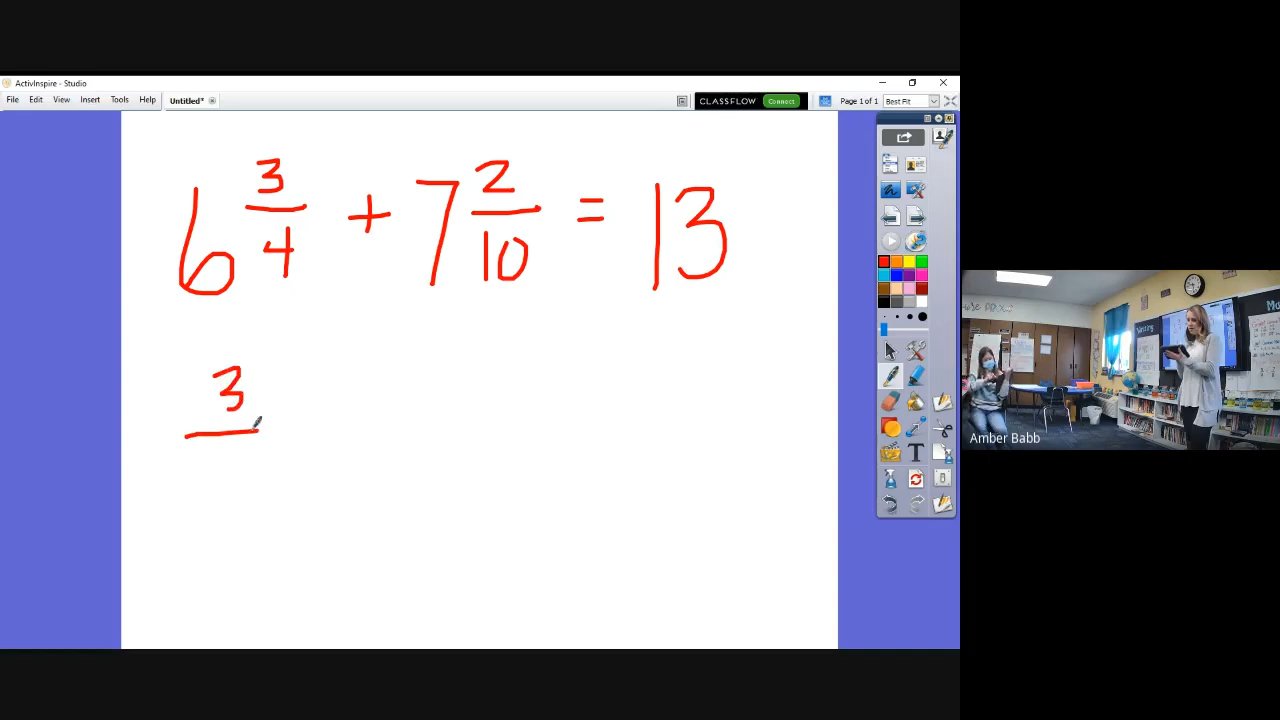 ActivInspire - Studio
File Edit View Insert Tools Help Untitled* CLASSFLOW Connect Page 1 of 1 Best Fit
6 3/4 + 7 2/10 = 13
3
T
Writing
Amber Babb